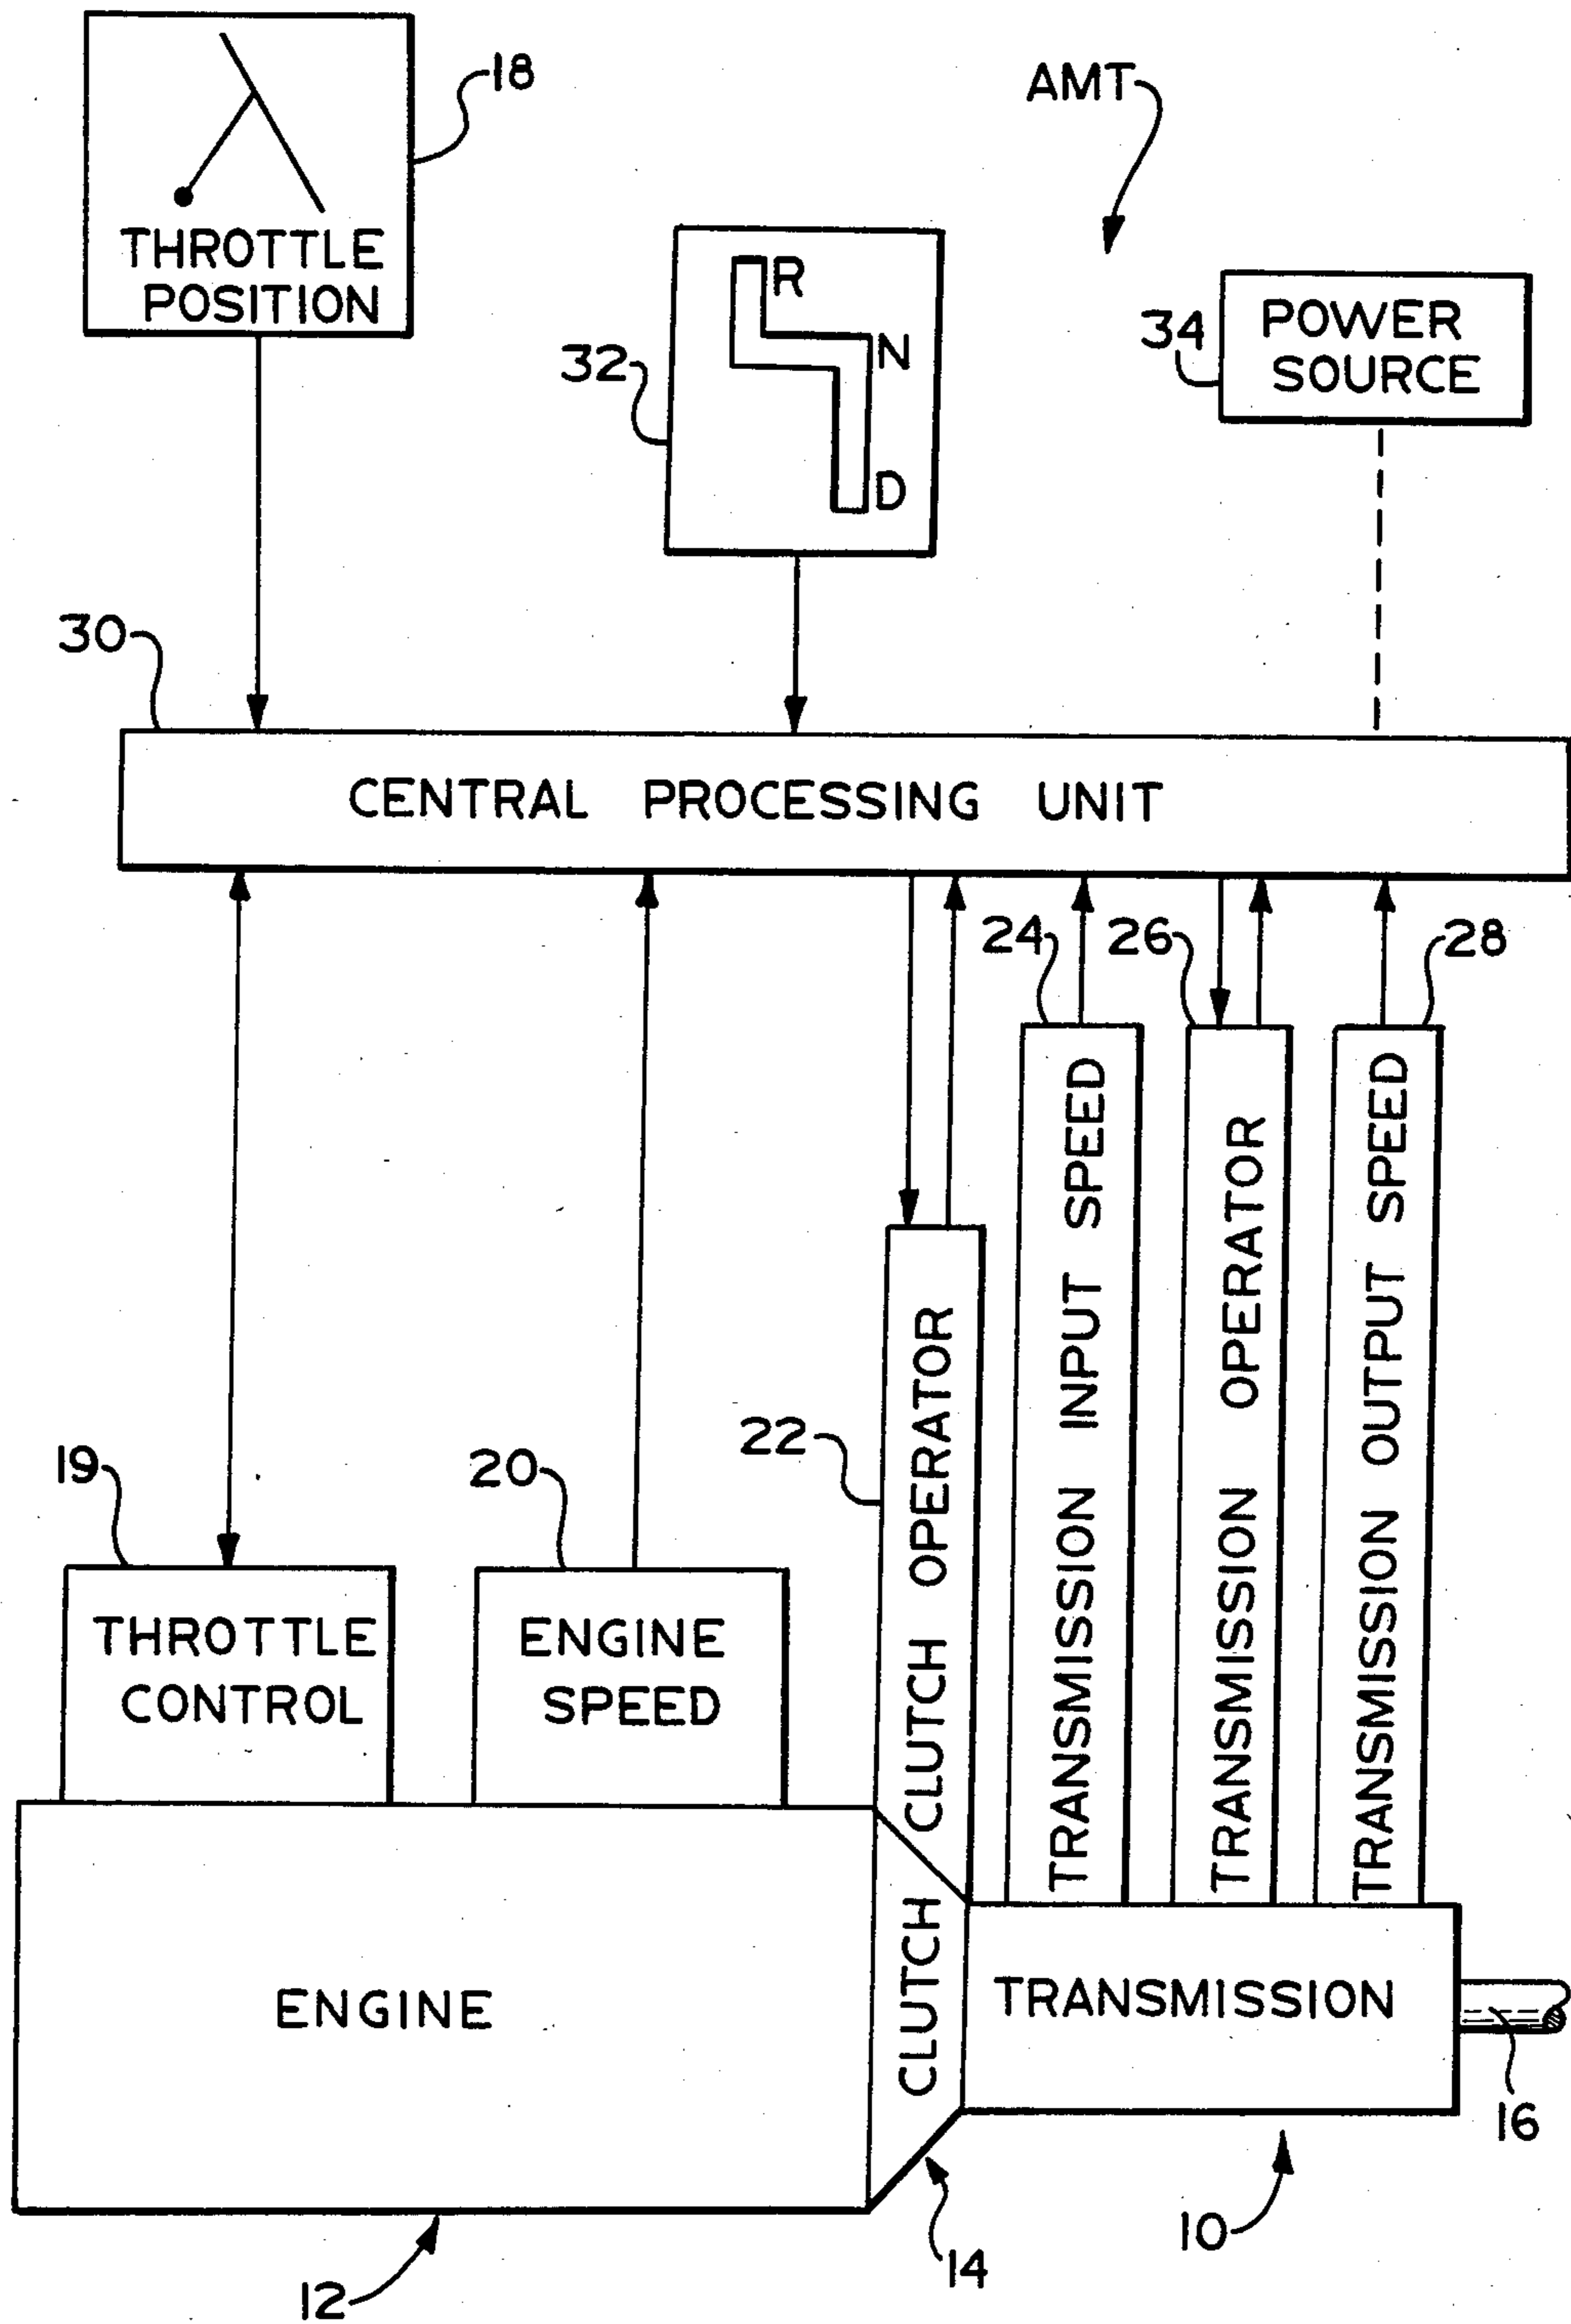 18
AMT
THROTTLE
POSITION
R
N
D
32
34
POWER
SOURCE
30
CENTRAL PROCESSING UNIT
24
26
28
TRANSMISSION INPUT SPEED
TRANSMISSION OPERATOR
TRANSMISSION OUTPUT SPEED
22
CLUTCH OPERATOR
19
20
THROTTLE
CONTROL
ENGINE
SPEED
ENGINE
CLUTCH
TRANSMISSION
16
10
14
12